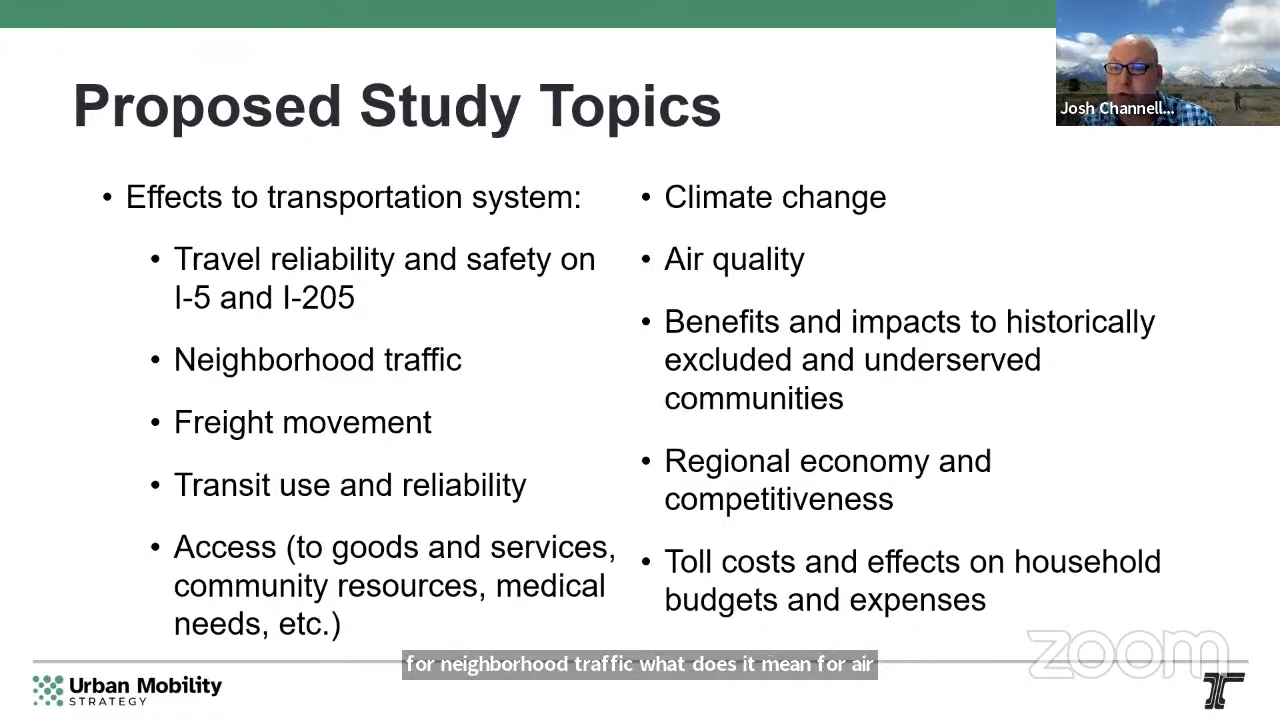 Proposed Study Topics
Josh Channell...
• Effects to transportation system:
• Travel reliability and safety on
I-5 and I-205
• Neighborhood traffic
• Freight movement
• Transit use and reliability
• Access (to goods and services,
community resources, medical
needs, etc.)
• Climate change
• Air quality
• Benefits and impacts to historically
excluded and underserved
communities
• Regional economy and
competitiveness
• Toll costs and effects on household
budgets and expenses
for neighborhood traffic what does it mean for air
zoom
Urban Mobility
STRATEGY